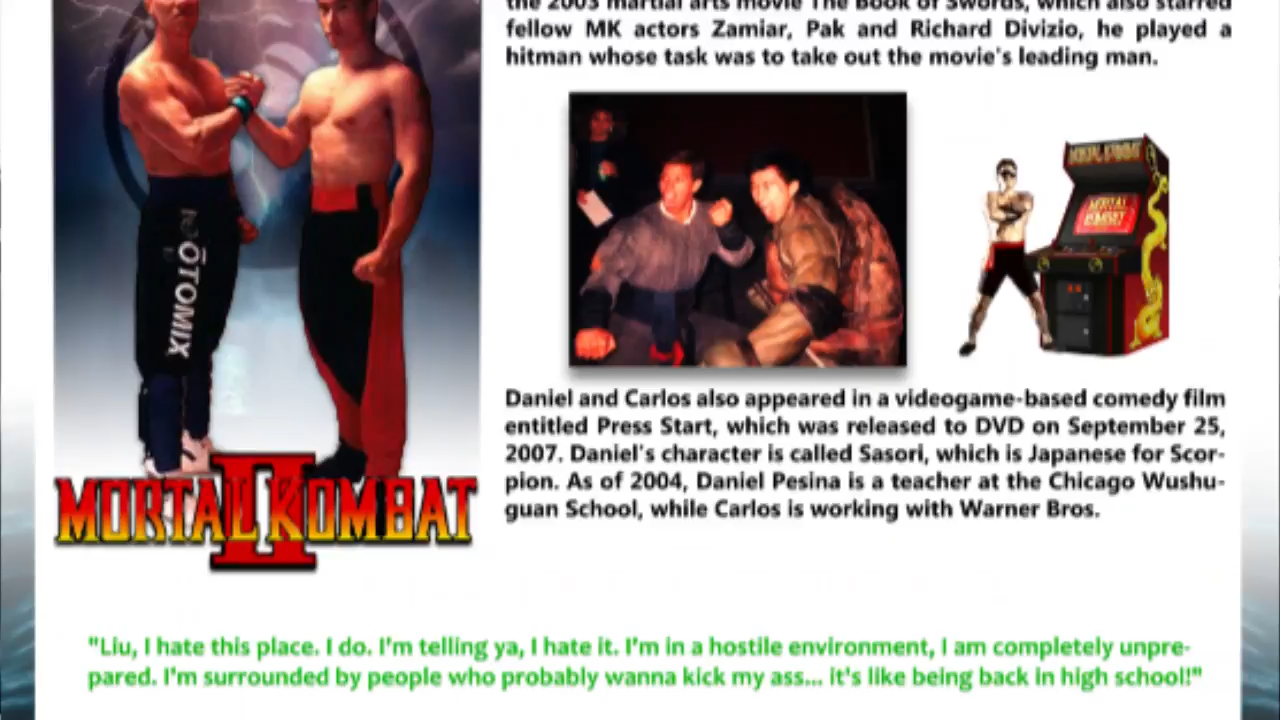 the 2003 martial arts movie The Book of Swords, which also starred
fellow MK actors Zamiar, Pak and Richard Divizio, he played a
hitman whose task was to take out the movie's leading man.
MORTAL KOMBAT
MORTAL
KOMBAT
ŌTOMIX
Daniel and Carlos also appeared in a videogame-based comedy film
entitled Press Start, which was released to DVD on September 25,
2007. Daniel's character is called Sasori, which is Japanese for Scor-
pion. As of 2004, Daniel Pesina is a teacher at the Chicago Wushu-
guan School, while Carlos is working with Warner Bros.
MORTAL KOMBAT
II
"Liu, I hate this place. I do. I'm telling ya, I hate it. I'm in a hostile environment, I am completely unpre-
pared. I'm surrounded by people who probably wanna kick my ass... it's like being back in high school!"